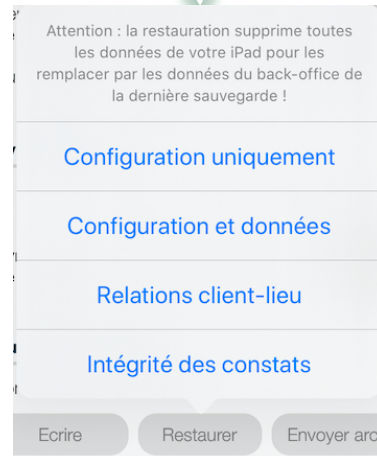 Attention : la restauration supprime toutes
les données de votre iPad pour les
remplacer par les données du back-office de
la dernière sauvegarde !
Configuration uniquement
Configuration et données
Relations client-lieu
Intégrité des constats
Ecrire
Restaurer
Envoyer arc